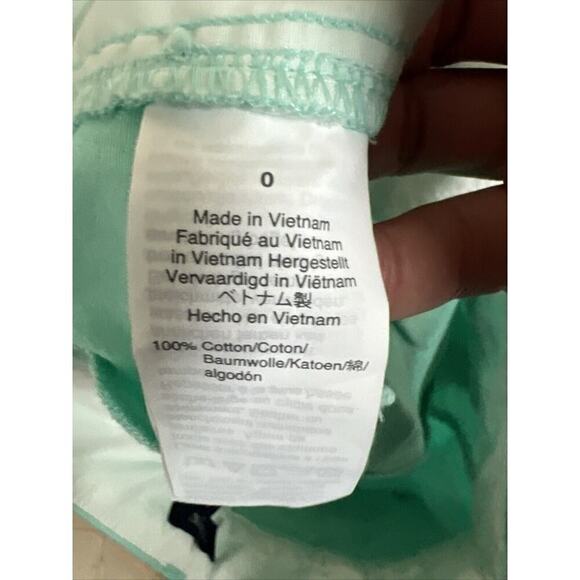 0
Made in Vietnam
Fabriqué au Vietnam
in Vietnam Hergestellt
Vervaardigd in Viëtnam
ベトナム製
Hecho en Vietnam
100% Cotton/Coton/
Baumwolle/Katoen/綿/
algodón